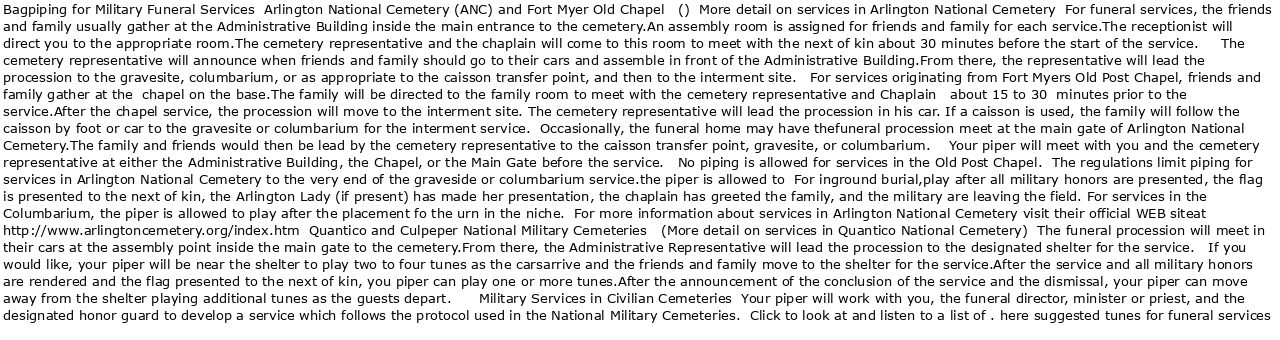 Bagpiping for Military Funeral Services  Arlington National Cemetery (ANC) and Fort Myer Old Chapel   ()  More detail on services in Arlington National Cemetery  For funeral services, the friends
and family usually gather at the Administrative Building inside the main entrance to the cemetery.An assembly room is assigned for friends and family for each service.The receptionist will
direct you to the appropriate room.The cemetery representative and the chaplain will come to this room to meet with the next of kin about 30 minutes before the start of the service.     The
cemetery representative will announce when friends and family should go to their cars and assemble in front of the Administrative Building.From there, the representative will lead the
procession to the gravesite, columbarium, or as appropriate to the caisson transfer point, and then to the interment site.   For services originating from Fort Myers Old Post Chapel, friends and
family gather at the  chapel on the base.The family will be directed to the family room to meet with the cemetery representative and Chaplain   about 15 to 30  minutes prior to the
service.After the chapel service, the procession will move to the interment site. The cemetery representative will lead the procession in his car. If a caisson is used, the family will follow the
caisson by foot or car to the gravesite or columbarium for the interment service.  Occasionally, the funeral home may have thefuneral procession meet at the main gate of Arlington National
Cemetery.The family and friends would then be lead by the cemetery representative to the caisson transfer point, gravesite, or columbarium.    Your piper will meet with you and the cemetery
representative at either the Administrative Building, the Chapel, or the Main Gate before the service.   No piping is allowed for services in the Old Post Chapel.  The regulations limit piping for
services in Arlington National Cemetery to the very end of the graveside or columbarium service.the piper is allowed to  For inground burial,play after all military honors are presented, the flag
is presented to the next of kin, the Arlington Lady (if present) has made her presentation, the chaplain has greeted the family, and the military are leaving the field. For services in the
Columbarium, the piper is allowed to play after the placement fo the urn in the niche.  For more information about services in Arlington National Cemetery visit their official WEB siteat
http://www.arlingtoncemetery.org/index.htm  Quantico and Culpeper National Military Cemeteries   (More detail on services in Quantico National Cemetery)  The funeral procession will meet in
their cars at the assembly point inside the main gate to the cemetery.From there, the Administrative Representative will lead the procession to the designated shelter for the service.   If you
would like, your piper will be near the shelter to play two to four tunes as the carsarrive and the friends and family move to the shelter for the service.After the service and all military honors
are rendered and the flag presented to the next of kin, you piper can play one or more tunes.After the announcement of the conclusion of the service and the dismissal, your piper can move
away from the shelter playing additional tunes as the guests depart.      Military Services in Civilian Cemeteries  Your piper will work with you, the funeral director, minister or priest, and the
designated honor guard to develop a service which follows the protocol used in the National Military Cemeteries.  Click to look at and listen to a list of . here suggested tunes for funeral services